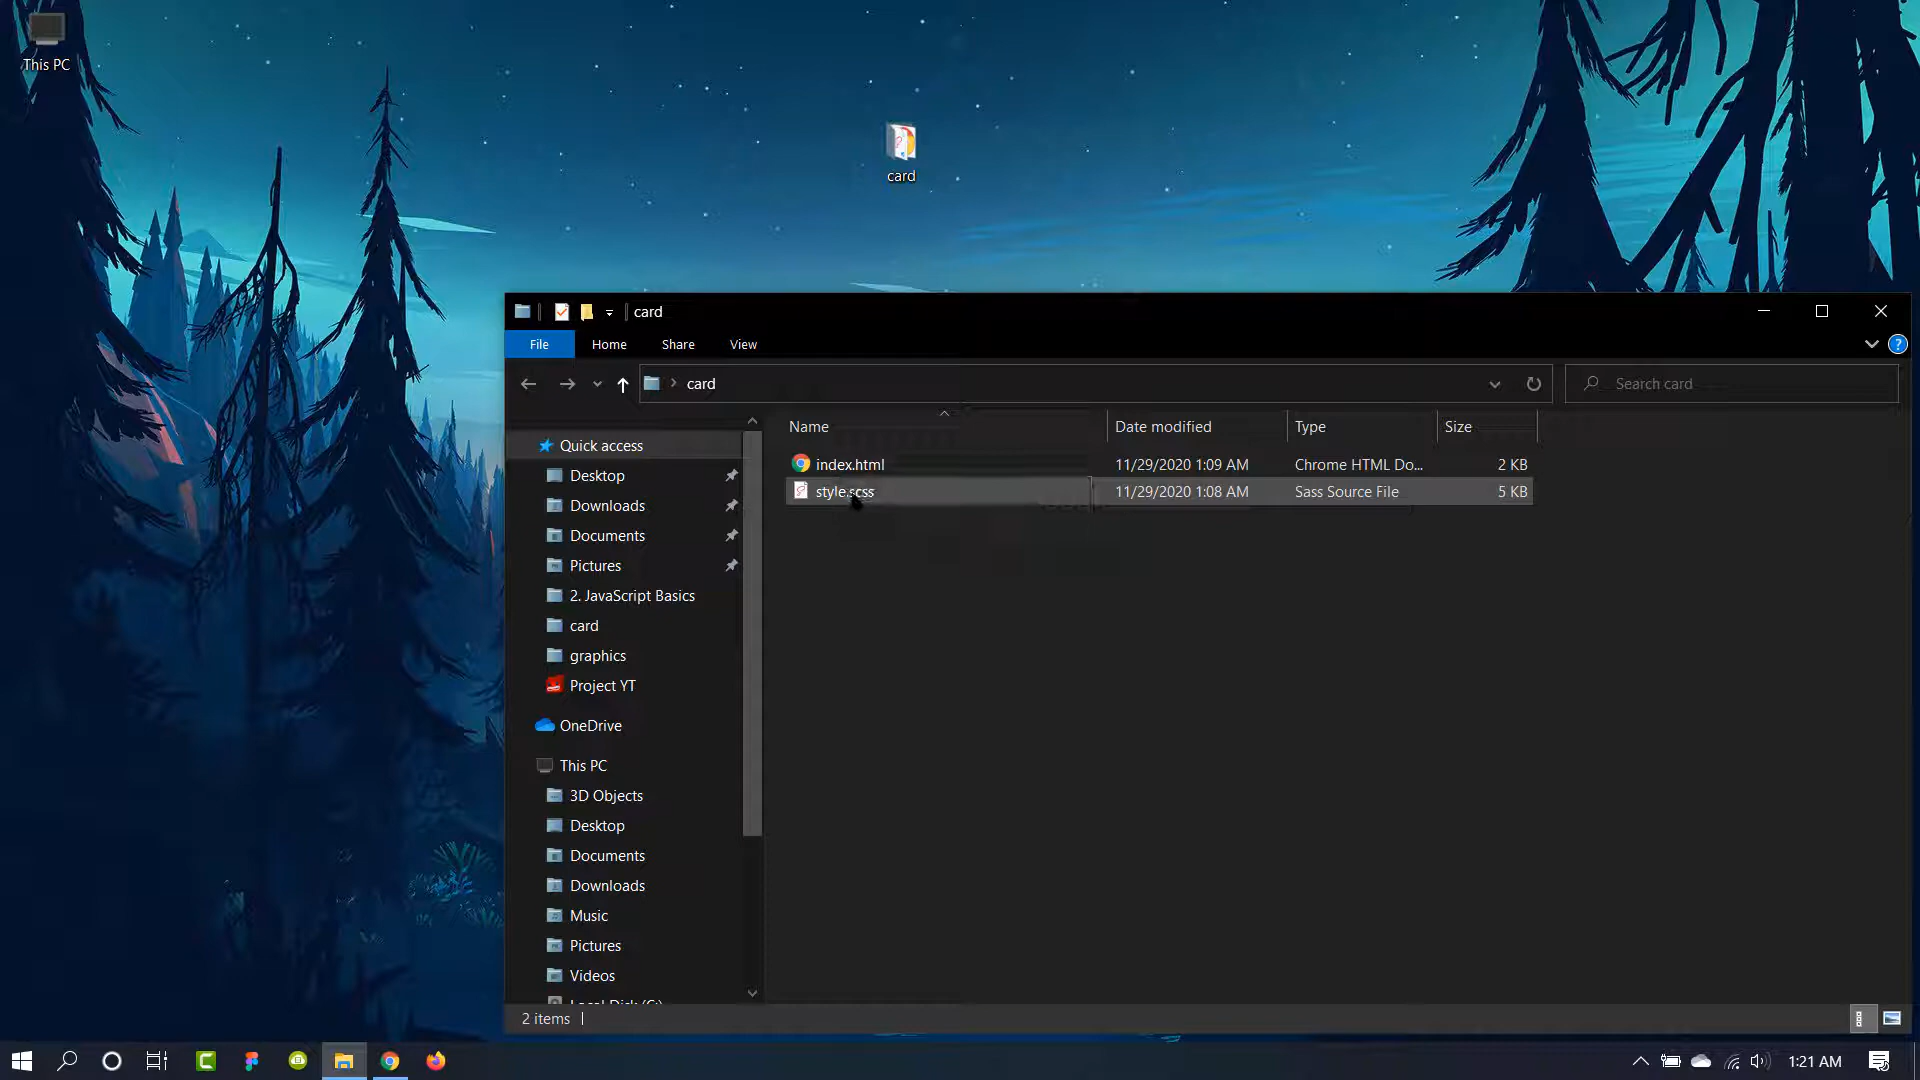 This PC
card
card
File Home Share View
card
Search card
Name Date modified Type Size
index.html 11/29/2020 1:09 AM Chrome HTML Do... 2 KB
style.scss 11/29/2020 1:08 AM Sass Source File 5 KB
Quick access
Desktop
Downloads
Documents
Pictures
2. JavaScript Basics
card
graphics
Project YT
OneDrive
This PC
3D Objects
Desktop
Documents
Downloads
Music
Pictures
Videos
Local Disk (C:)
2 items
1:21 AM